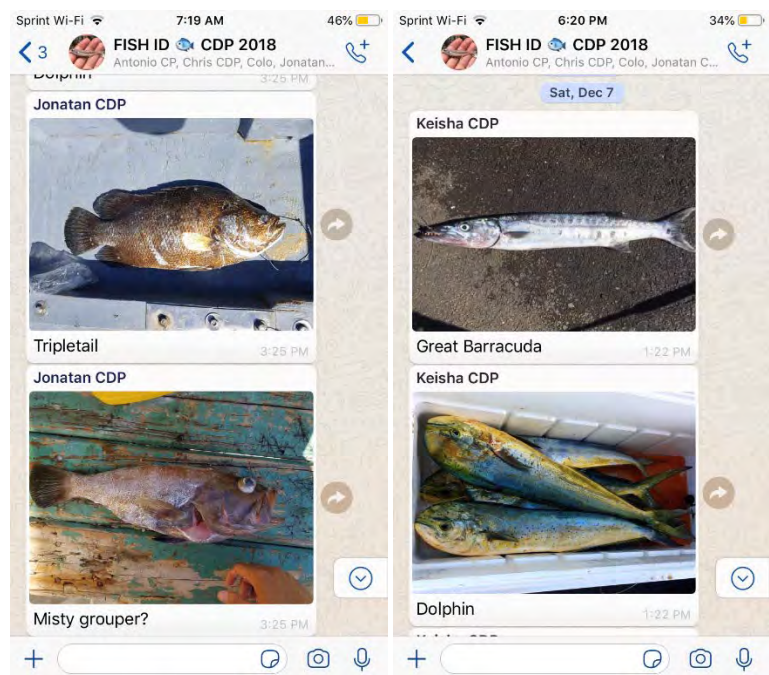 Sprint Wi-Fi 7:19 AM 46%
3 FISH ID 🐟 CDP 2018
Antonio CP, Chris CDP, Colo, Jonatan...
Dolphin 3:25 PM
Jonatan CDP
Tripletail
3:25 PM
Jonatan CDP
Misty grouper?
3:25 PM
Sprint Wi-Fi 6:20 PM 34%
FISH ID 🐟 CDP 2018
Antonio CP, Chris CDP, Colo, Jonatan C...
Sat, Dec 7
Keisha CDP
Great Barracuda
1:22 PM
Keisha CDP
Dolphin
1:22 PM
Keisha CDP